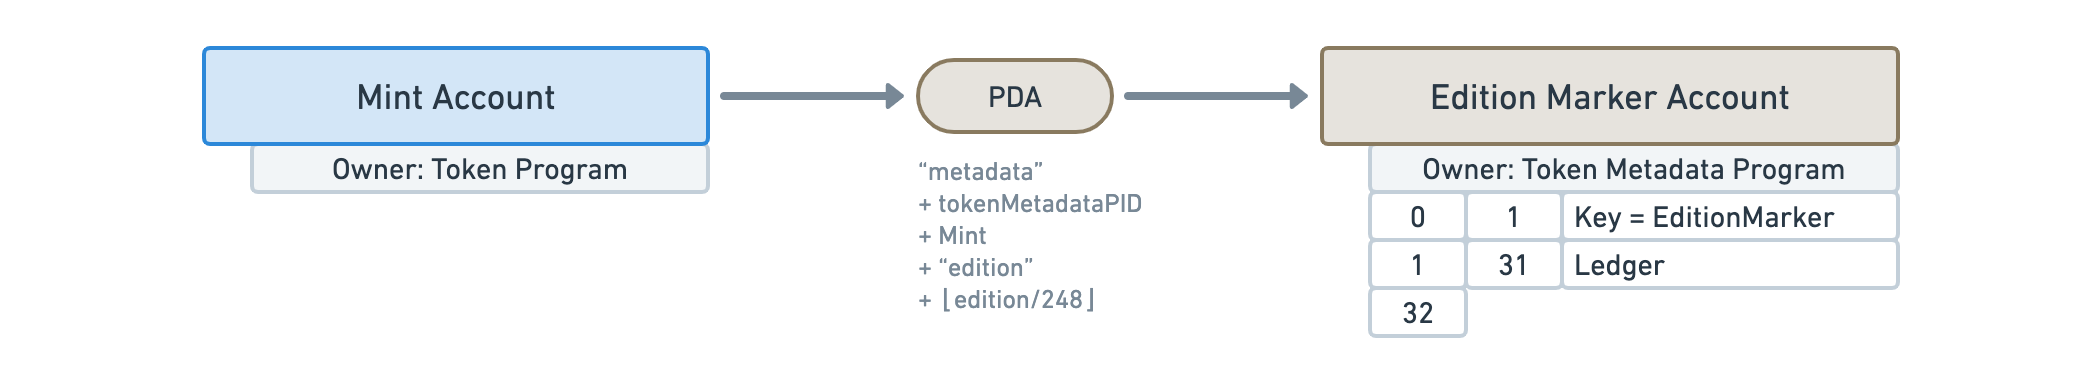 Mint Account
Owner: Token Program
PDA
“metadata”
+ tokenMetadataPID
+ Mint
+ “edition”
+ ⌊edition/248⌋
Edition Marker Account
Owner: Token Metadata Program
0 1 Key = EditionMarker
1 31 Ledger
32